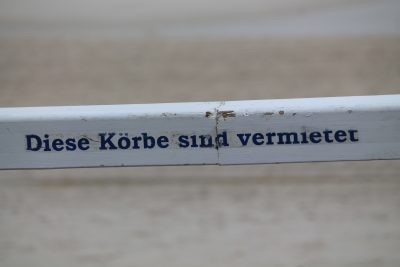 Diese Körbe sind vermietet